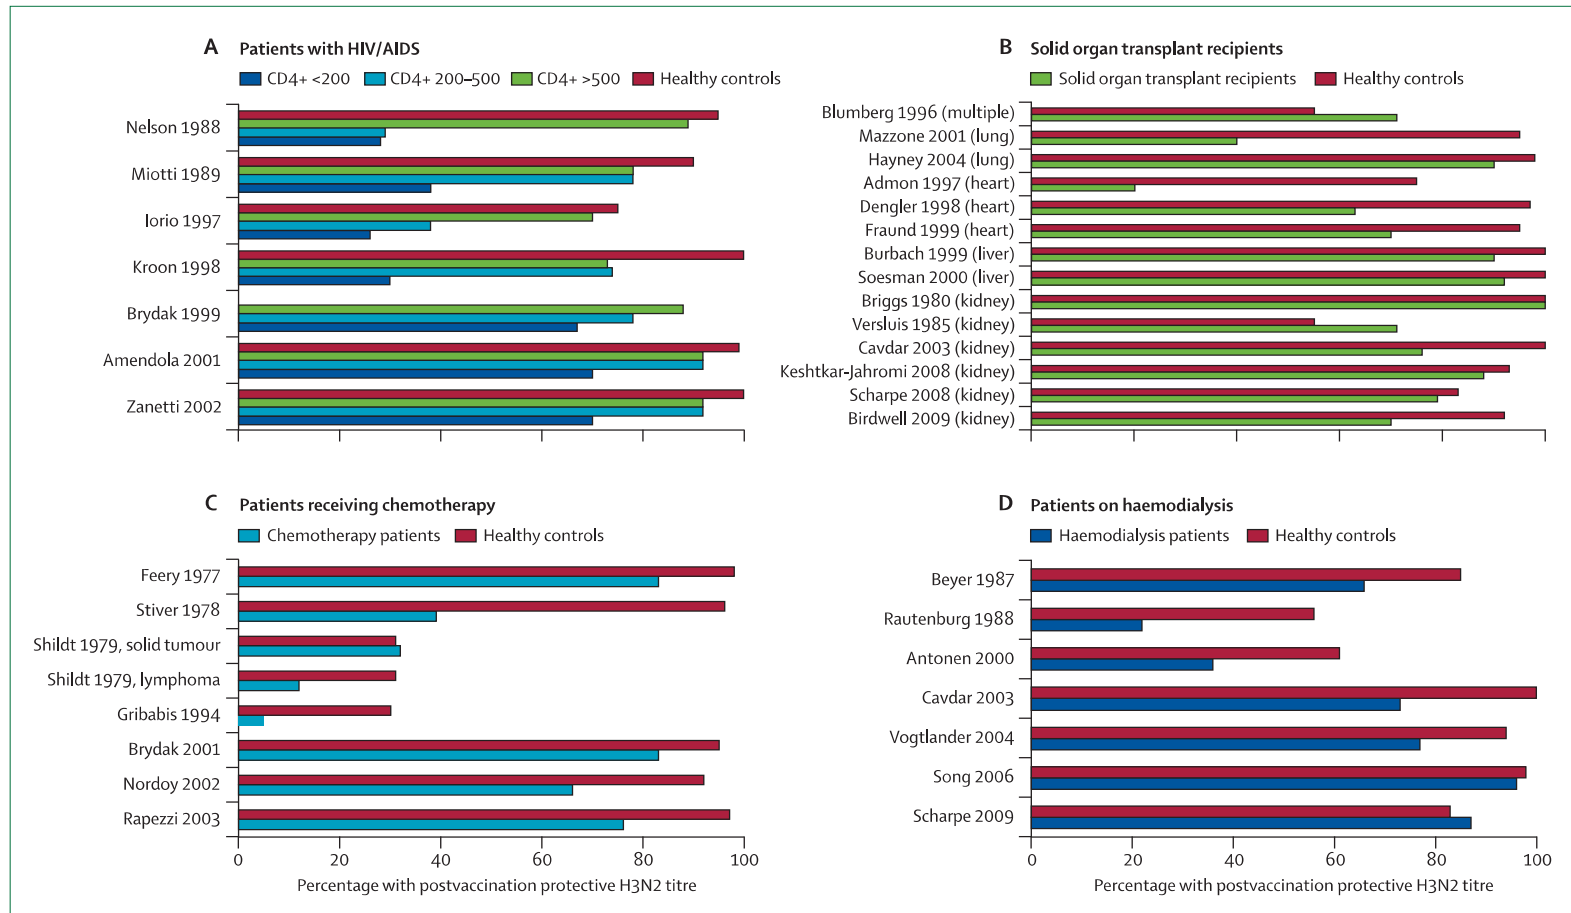 A Patients with HIV/AIDS
CD4+ <200 CD4+ 200–500 CD4+ >500 Healthy controls
Nelson 1988
Miotti 1989
Iorio 1997
Kroon 1998
Brydak 1999
Amendola 2001
Zanetti 2002
B Solid organ transplant recipients
Solid organ transplant recipients Healthy controls
Blumberg 1996 (multiple)
Mazzone 2001 (lung)
Hayney 2004 (lung)
Admon 1997 (heart)
Dengler 1998 (heart)
Fraund 1999 (heart)
Burbach 1999 (liver)
Soesman 2000 (liver)
Briggs 1980 (kidney)
Versluis 1985 (kidney)
Cavdar 2003 (kidney)
Keshtkar-Jahromi 2008 (kidney)
Scharpe 2008 (kidney)
Birdwell 2009 (kidney)
C Patients receiving chemotherapy
Chemotherapy patients Healthy controls
Feery 1977
Stiver 1978
Shildt 1979, solid tumour
Shildt 1979, lymphoma
Gribabis 1994
Brydak 2001
Nordoy 2002
Rapezzi 2003
0 20 40 60 80 100
Percentage with postvaccination protective H3N2 titre
D Patients on haemodialysis
Haemodialysis patients Healthy controls
Beyer 1987
Rautenburg 1988
Antonen 2000
Cavdar 2003
Vogtlander 2004
Song 2006
Scharpe 2009
0 20 40 60 80 100
Percentage with postvaccination protective H3N2 titre